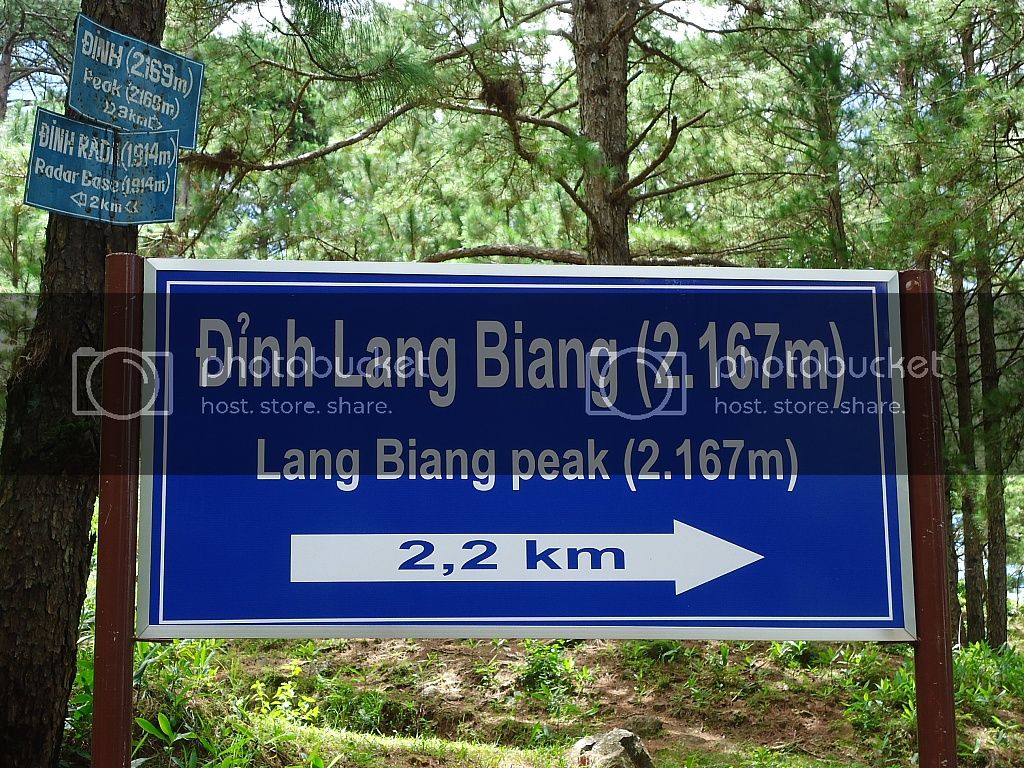 ĐỈNH (2169m)
Peak (2169m)
ĐỈNH RAĐA (1914m)
Radar Base (1914m)
2km
Đỉnh Lang Biang (2.167m)
photobucket photobucket
host. store. share. host. store. share.
Lang Biang peak (2.167m)
2,2 km